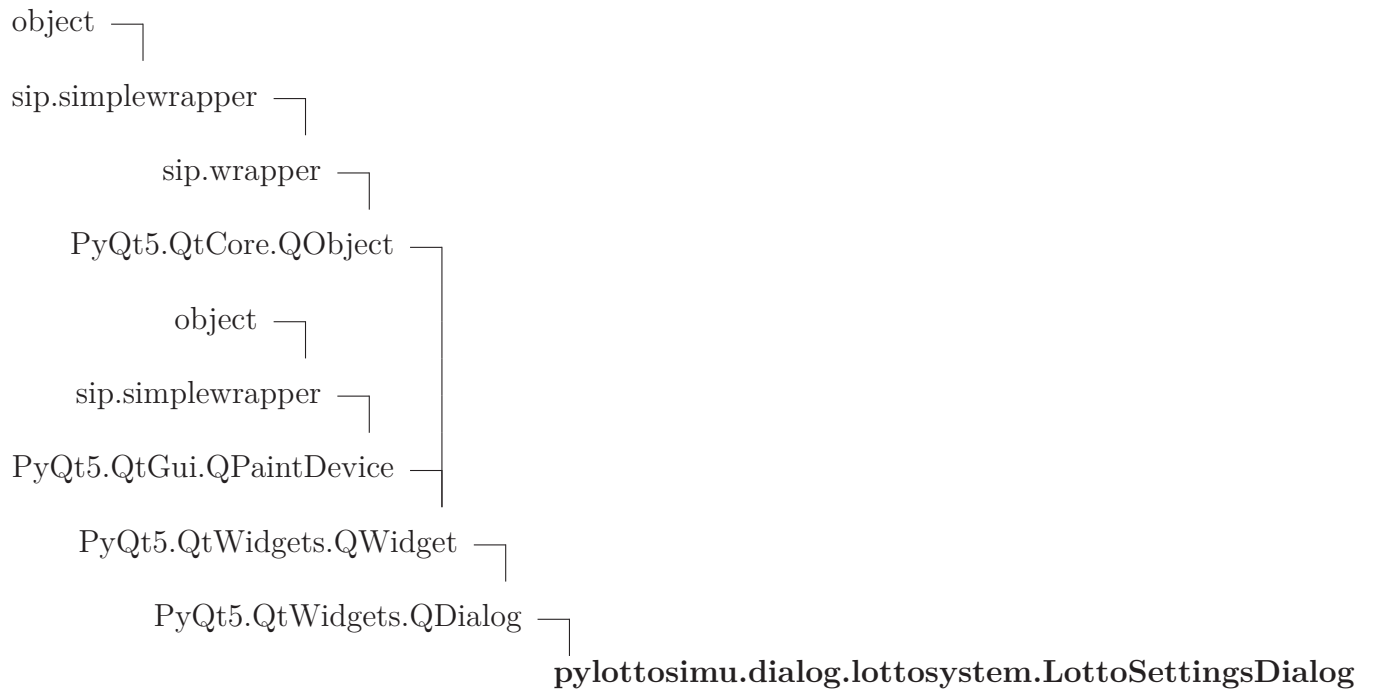 object
sip.simplewrapper
sip.wrapper
PyQt5.QtCore.QObject
object
sip.simplewrapper
PyQt5.QtGui.QPaintDevice
PyQt5.QtWidgets.QWidget
PyQt5.QtWidgets.QDialog
pylottosimu.dialog.lottosystem.LottoSettingsDialog